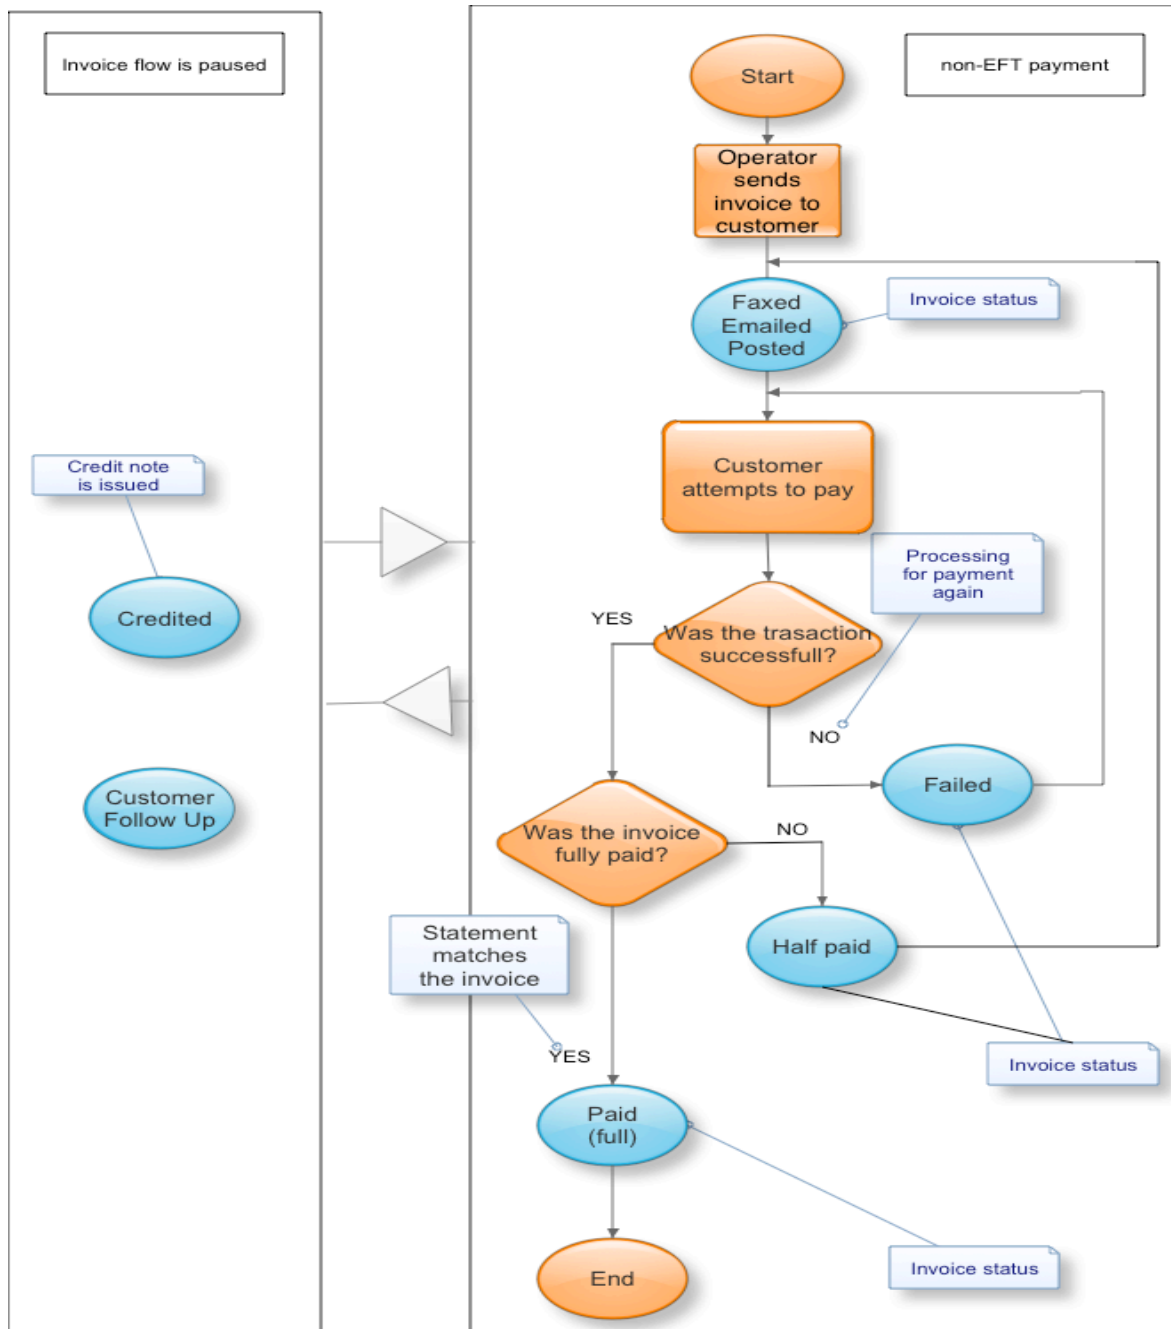 Invoice flow is paused
non-EFT payment
Start
Operator
sends
invoice to
customer
Faxed
Emailed
Posted
Invoice status
Credit note
is issued
Customer
attempts to pay
Processing
for payment
again
Credited
YES
Was the trasaction
successfull?
NO
Customer
Follow Up
Failed
Was the invoice
fully paid?
NO
Statement
matches
the invoice
Half paid
YES
Invoice status
Paid
(full)
End
Invoice status